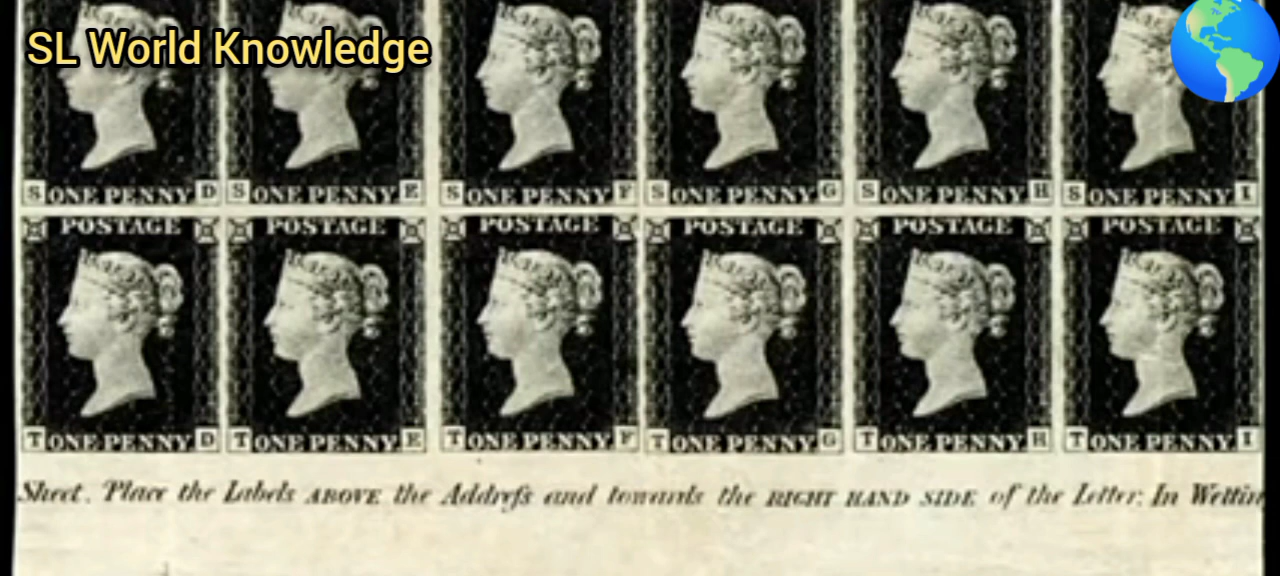 SL World Knowledge
S ONE PENNY D S ONE PENNY E S ONE PENNY F S ONE PENNY G S ONE PENNY H S ONE PENNY I
POSTAGE POSTAGE POSTAGE POSTAGE POSTAGE POSTAGE
T ONE PENNY D T ONE PENNY E T ONE PENNY F T ONE PENNY G T ONE PENNY H T ONE PENNY I
Sheet. Place the Labels ABOVE the Addreſs and towards the RIGHT HAND SIDE of the Letter. In